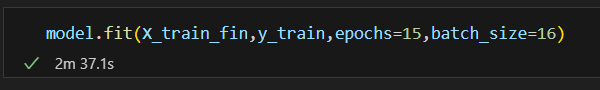 model.fit(X_train_fin,y_train,epochs=15,batch_size=16)
✓ 2m 37.1s